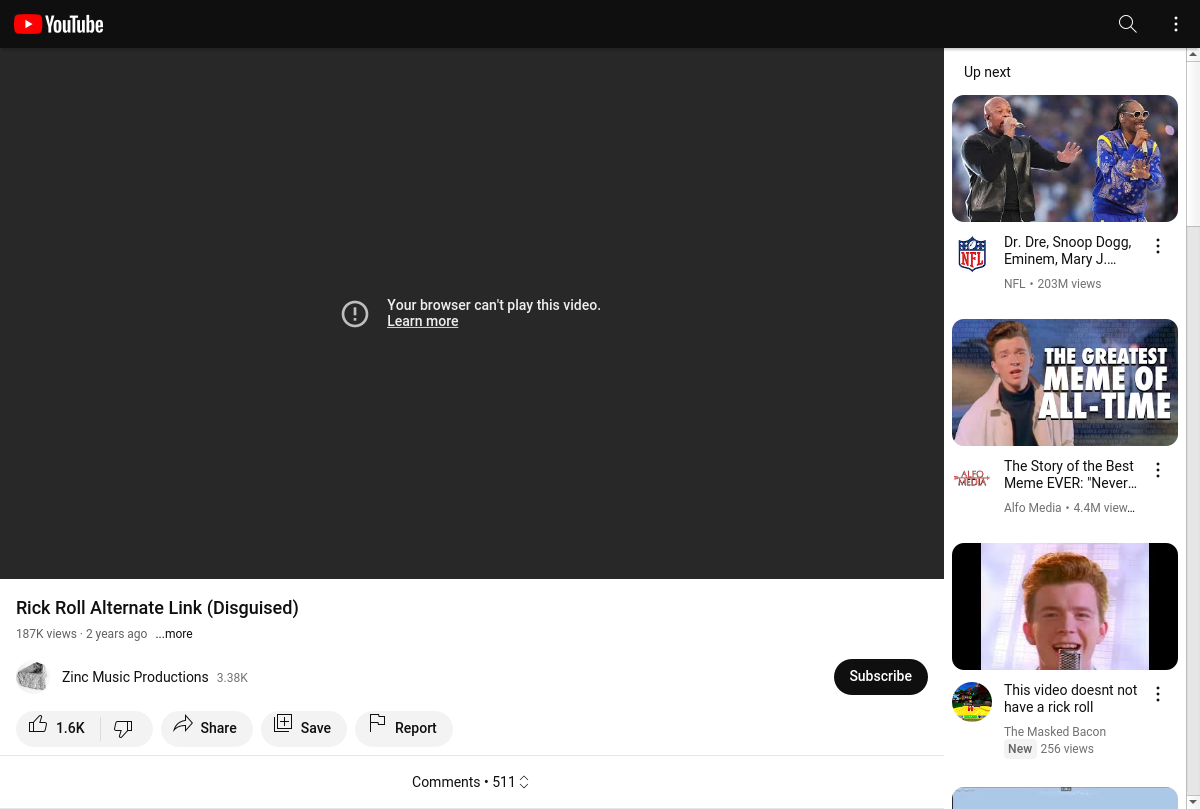 YouTube
Your browser can't play this video.
Learn more
Rick Roll Alternate Link (Disguised)
187K views · 2 years ago ...more
Zinc Music Productions 3.38K
Subscribe
1.6K
Share
Save
Report
Comments • 511
Up next
Dr. Dre, Snoop Dogg,
Eminem, Mary J....
NFL • 203M views
NFL
THE GREATEST
MEME OF
ALL-TIME
ALFO
MEDIA
The Story of the Best
Meme EVER: "Never...
Alfo Media • 4.4M view...
This video doesnt not
have a rick roll
The Masked Bacon
New 256 views